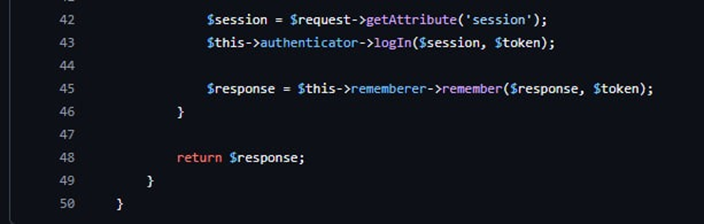 42 $session = $request->getAttribute('session');
43 $this->authenticator->logIn($session, $token);
44
45 $response = $this->rememberer->remember($response, $token);
46 }
47
48 return $response;
49 }
50 }